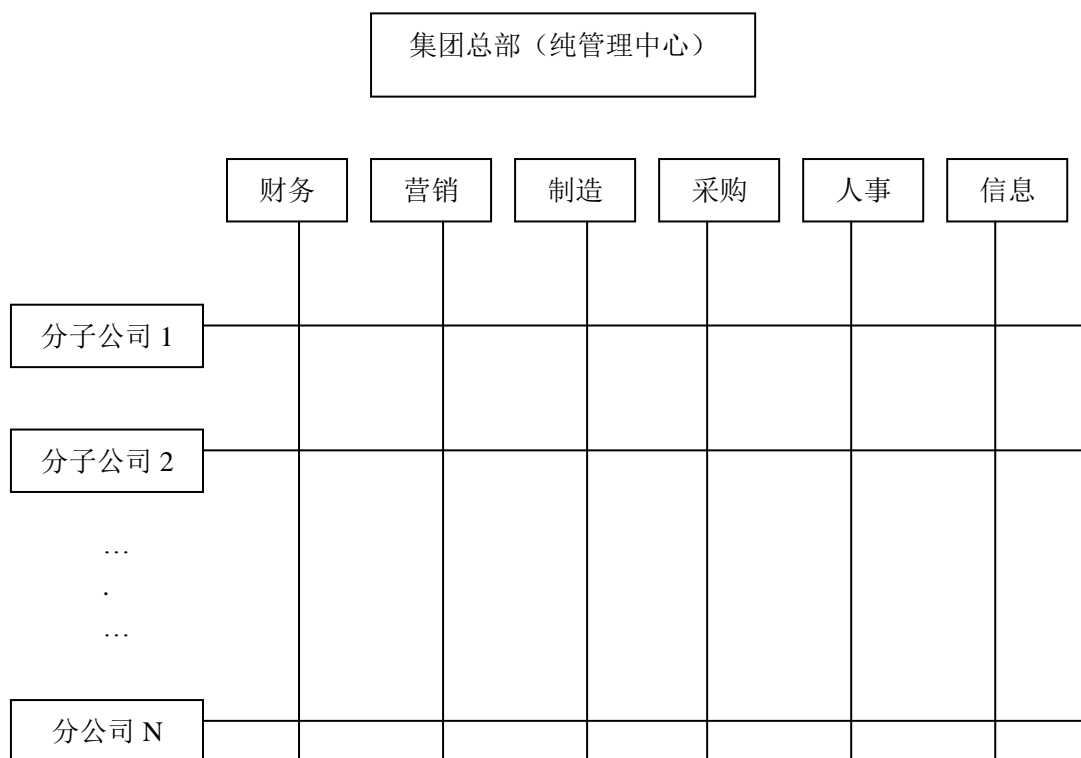 集团总部（纯管理中心）
财务 营销 制造 采购 人事 信息
分子公司 1
分子公司 2
…
.
…
分公司 N